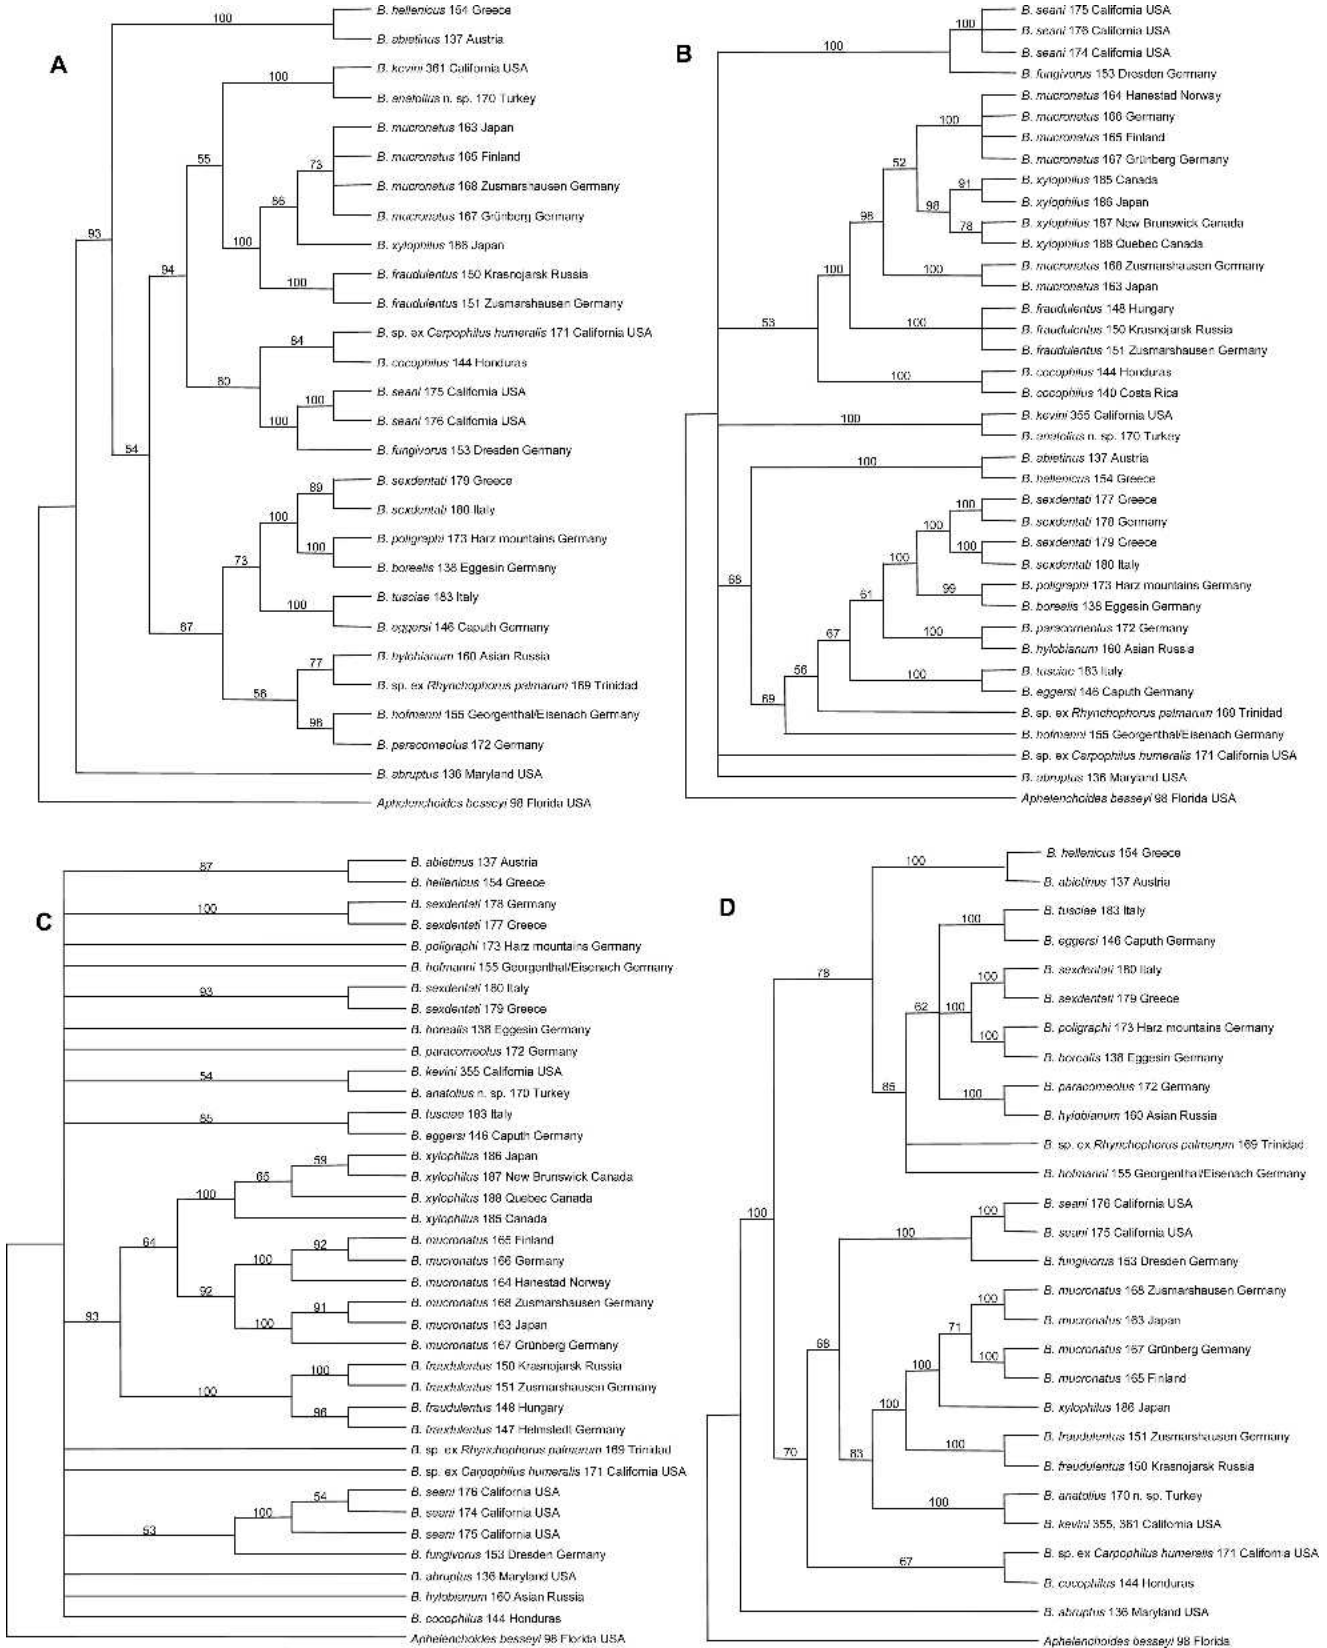 A
100
B. hellenicus 154 Greece
B. abietinus 137 Austria
100
B. kevini 361 California USA
B. anatolius n. sp. 170 Turkey
B. mucronatus 163 Japan
55
73
B. mucronatus 165 Finland
B. mucronatus 168 Zusmarshausen Germany
86
B. mucronatus 167 Grünberg Germany
93
100
B. xylophilus 186 Japan
94
B. fraudulentus 150 Krasnojarsk Russia
100
B. fraudulentus 151 Zusmarshausen Germany
B. sp. ex Carpophilus humeralis 171 California USA
84
B. cocophilus 144 Honduras
80
B. seani 175 California USA
100
B. seani 176 California USA
100
54
B. fungivorus 153 Dresden Germany
B. sexdentati 179 Greece
89
B. sexdentati 180 Italy
100
B. poligraphi 173 Harz mountains Germany
100
73
B. borealis 138 Eggesin Germany
B. tusciae 183 Italy
100
67
B. eggersi 146 Caputh Germany
B. hylobianum 160 Asian Russia
77
B. sp. ex Rhynchophorus palmarum 169 Trinidad
56
B. hofmanni 155 Georgenthal/Eisenach Germany
98
B. paracorneolus 172 Germany
B. abruptus 136 Maryland USA
Aphelenchoides besseyi 98 Florida USA
B
B. seani 175 California USA
100
B. seani 176 California USA
100
B. seani 174 California USA
B. fungivorus 153 Dresden Germany
B. mucronatus 164 Hanestad Norway
100
B. mucronatus 166 Germany
B. mucronatus 165 Finland
52
B. mucronatus 167 Grünberg Germany
91
B. xylophilus 185 Canada
98
B. xylophilus 186 Japan
98
78
B. xylophilus 187 New Brunswick Canada
B. xylophilus 188 Quebec Canada
100
100
B. mucronatus 168 Zusmarshausen Germany
B. mucronatus 163 Japan
B. fraudulentus 148 Hungary
53
100
B. fraudulentus 150 Krasnojarsk Russia
B. fraudulentus 151 Zusmarshausen Germany
B. cocophilus 144 Honduras
100
B. cocophilus 140 Costa Rica
100
B. kevini 355 California USA
B. anatolius n. sp. 170 Turkey
100
B. abietinus 137 Austria
B. hellenicus 154 Greece
B. sexdentati 177 Greece
100
B. sexdentati 178 Germany
100
B. sexdentati 179 Greece
100
100
B. sexdentati 180 Italy
68
B. poligraphi 173 Harz mountains Germany
99
61
B. borealis 138 Eggesin Germany
B. paracorneolus 172 Germany
67
100
B. hylobianum 160 Asian Russia
56
100
B. tusciae 183 Italy
B. eggersi 146 Caputh Germany
69
B. sp. ex Rhynchophorus palmarum 169 Trinidad
B. hofmanni 155 Georgenthal/Eisenach Germany
B. sp. ex Carpophilus humeralis 171 California USA
B. abruptus 136 Maryland USA
Aphelenchoides besseyi 98 Florida USA
C
87
B. abietinus 137 Austria
B. hellenicus 154 Greece
100
B. sexdentati 178 Germany
B. sexdentati 177 Greece
B. poligraphi 173 Harz mountains Germany
B. hofmanni 155 Georgenthal/Eisenach Germany
93
B. sexdentati 180 Italy
B. sexdentati 179 Greece
B. borealis 138 Eggesin Germany
B. paracorneolus 172 Germany
54
B. kevini 355 California USA
B. anatolius n. sp. 170 Turkey
85
B. tusciae 183 Italy
B. eggersi 146 Caputh Germany
59
B. xylophilus 186 Japan
65
B. xylophilus 187 New Brunswick Canada
100
B. xylophilus 188 Quebec Canada
B. xylophilus 185 Canada
64
92
B. mucronatus 165 Finland
100
B. mucronatus 166 Germany
B. mucronatus 164 Hanestad Norway
92
91
B. mucronatus 168 Zusmarshausen Germany
93
100
B. mucronatus 163 Japan
B. mucronatus 167 Grünberg Germany
100
B. fraudulentus 150 Krasnojarsk Russia
100
B. fraudulentus 151 Zusmarshausen Germany
96
B. fraudulentus 148 Hungary
B. fraudulentus 147 Helmstedt Germany
B. sp. ex Rhynchophorus palmarum 169 Trinidad
B. sp. ex Carpophilus humeralis 171 California USA
54
B. seani 176 California USA
100
B. seani 174 California USA
53
B. seani 175 California USA
B. fungivorus 153 Dresden Germany
B. abruptus 136 Maryland USA
B. hylobianum 160 Asian Russia
B. cocophilus 144 Honduras
Aphelenchoides besseyi 98 Florida USA
D
100
B. hellenicus 154 Greece
B. abietinus 137 Austria
B. tusciae 183 Italy
100
B. eggersi 146 Caputh Germany
78
100
B. sexdentati 180 Italy
62
100
B. sexdentati 179 Greece
B. poligraphi 173 Harz mountains Germany
100
B. borealis 138 Eggesin Germany
85
100
B. paracorneolus 172 Germany
B. hylobianum 160 Asian Russia
B. sp. ex Rhynchophorus palmarum 169 Trinidad
B. hofmanni 155 Georgenthal/Eisenach Germany
100
B. seani 176 California USA
100
100
B. seani 175 California USA
B. fungivorus 153 Dresden Germany
B. mucronatus 168 Zusmarshausen Germany
100
B. mucronatus 163 Japan
71
68
B. mucronatus 167 Grünberg Germany
100
100
B. mucronatus 165 Finland
100
B. xylophilus 186 Japan
B. fraudulentus 151 Zusmarshausen Germany
100
70
83
B. fraudulentus 150 Krasnojarsk Russia
B. anatolius 170 n. sp. Turkey
100
B. kevini 355, 361 California USA
67
B. sp. ex Carpophilus humeralis 171 California USA
B. cocophilus 144 Honduras
B. abruptus 136 Maryland USA
Aphelenchoides besseyi 98 Florida